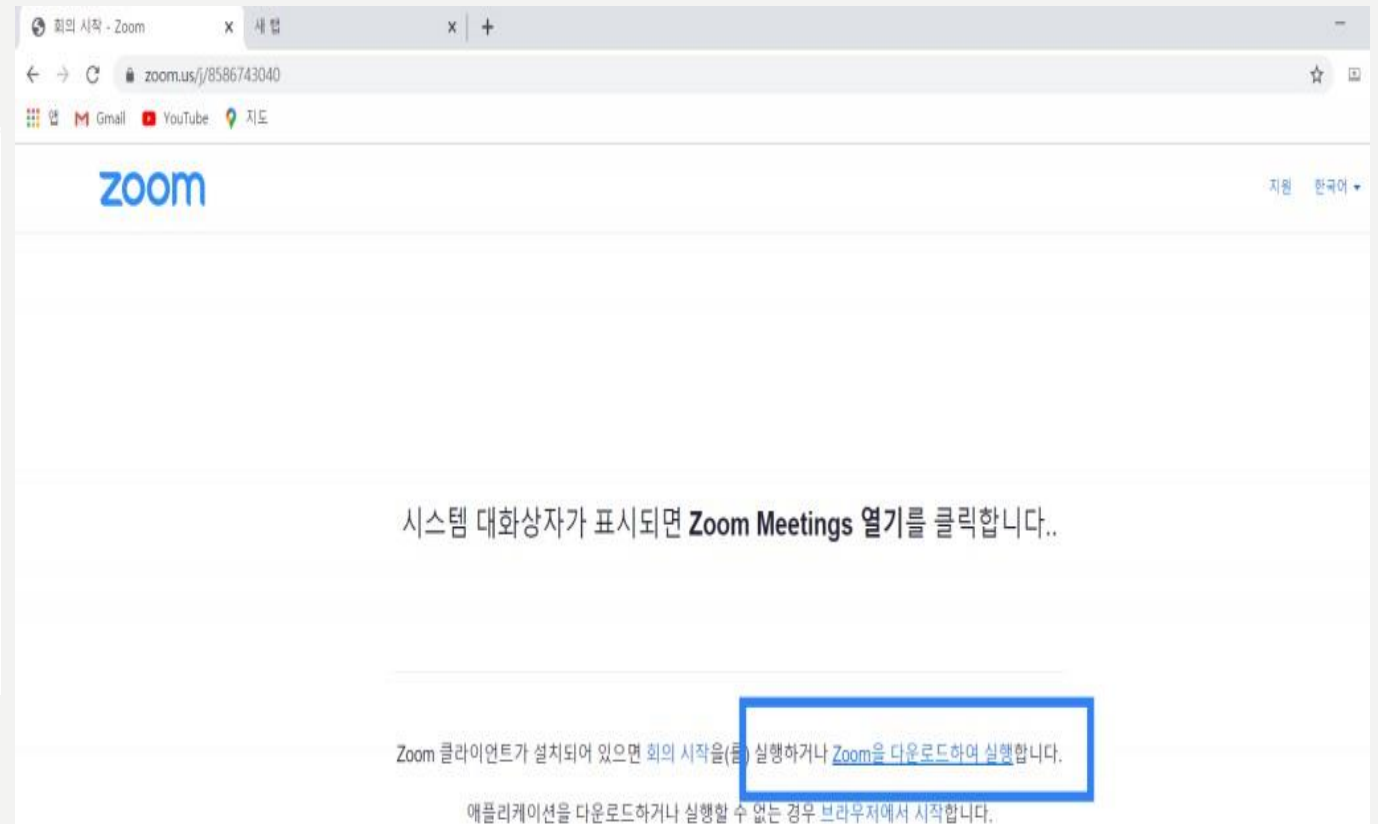 회의 시작 - Zoom x 새 탭 x +
zoom.us/j/8586743040
앱 Gmail YouTube 지도
zoom
지원 한국어
시스템 대화상자가 표시되면 Zoom Meetings 열기를 클릭합니다..
Zoom 클라이언트가 설치되어 있으면 회의 시작을(를) 실행하거나 Zoom을 다운로드하여 실행합니다.
애플리케이션을 다운로드하거나 실행할 수 없는 경우 브라우저에서 시작합니다.